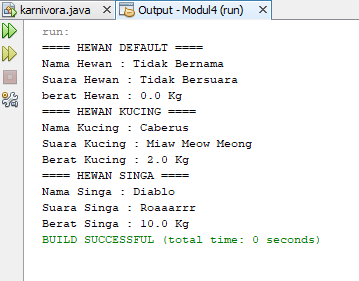 karnivora.java
Output - Modul4 (run)
run:
==== HEWAN DEFAULT ====
Nama Hewan : Tidak Bernama
Suara Hewan : Tidak Bersuara
berat Hewan : 0.0 Kg
==== HEWAN KUCING ====
Nama Kucing : Caberus
Suara Kucing : Miaw Meow Meong
Berat Kucing : 2.0 Kg
==== HEWAN SINGA ====
Nama Singa : Diablo
Suara Singa : Roaaarrr
Berat Singa : 10.0 Kg
BUILD SUCCESSFUL (total time: 0 seconds)